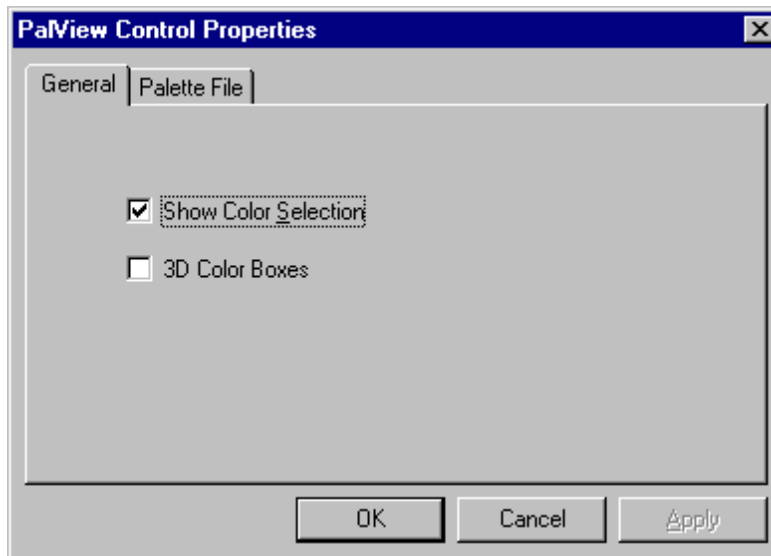 PalView Control Properties
General Palette File
Show Color Selection
3D Color Boxes
OK Cancel Apply